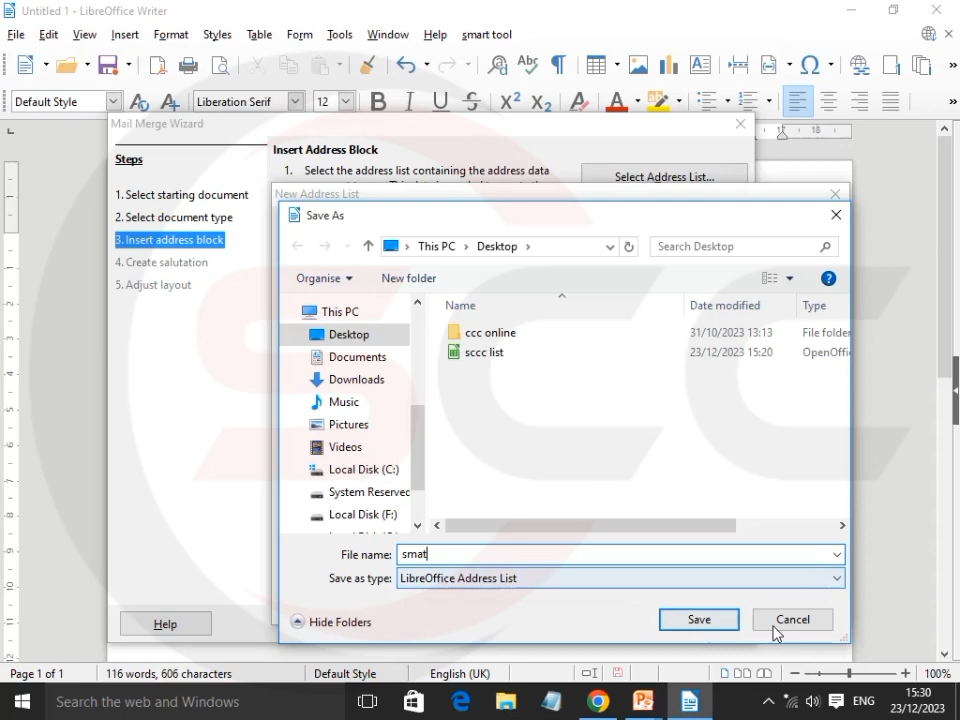 Untitled 1 - LibreOffice Writer
File Edit View Insert Format Styles Table Form Tools Window Help smart tool
Default Style Liberation Serif 12
Mail Merge Wizard
Steps
1. Select starting document
2. Select document type
3. Insert address block
4. Create salutation
5. Adjust layout
Insert Address Block
1. Select the address list containing the address data
Select Address List...
New Address List
Save As
This PC > Desktop >
Search Desktop
Organise New folder
This PC
Desktop
Documents
Downloads
Music
Pictures
Videos
Local Disk (C:)
System Reserved
Local Disk (F:)
Name Date modified Type
ccc online 31/10/2023 13:13 File folder
sccc list 23/12/2023 15:20 OpenOffi
File name: smat
Save as type: LibreOffice Address List
Hide Folders Save Cancel
Help
SCC
Page 1 of 1 116 words, 606 characters Default Style English (UK) 100%
Search the web and Windows
ENG 15:30
23/12/2023